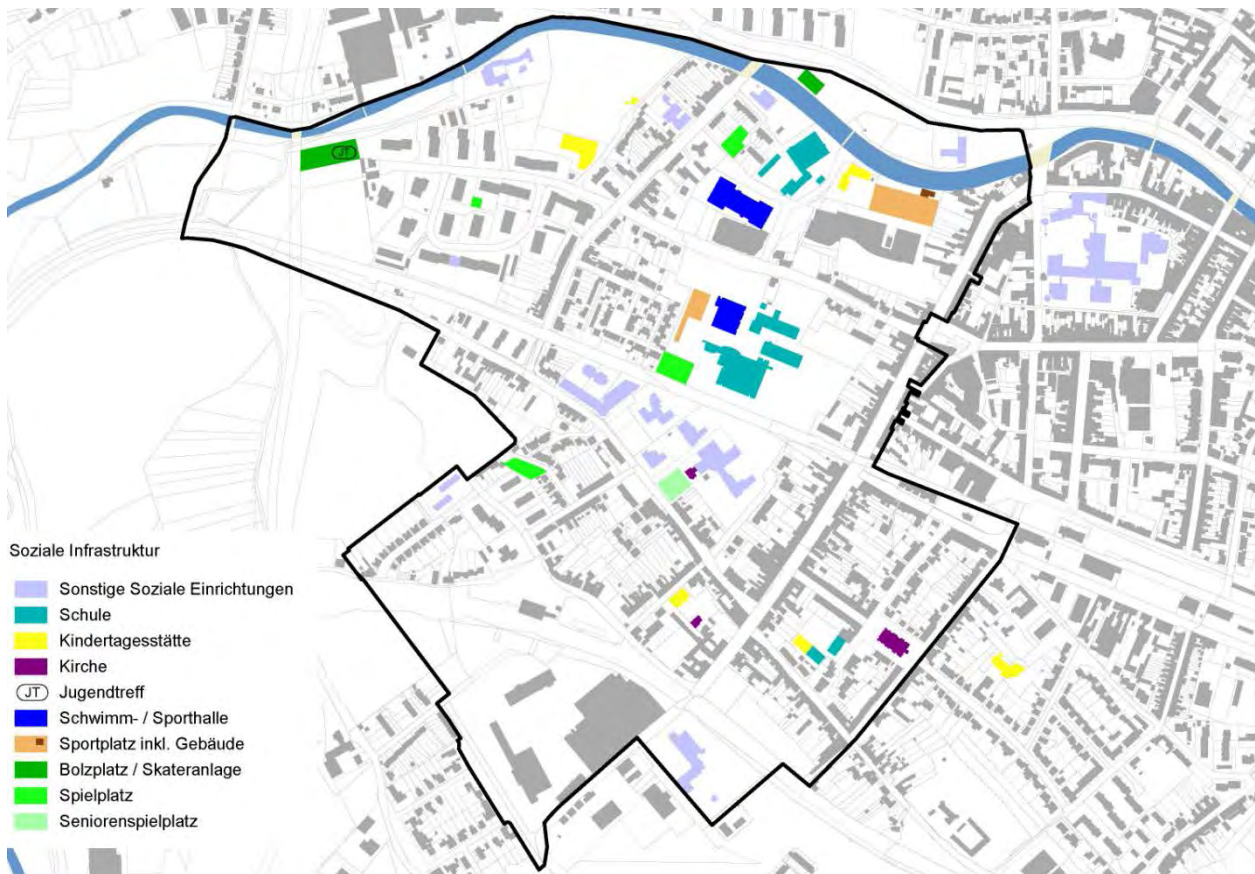 JT
Soziale Infrastruktur
Sonstige Soziale Einrichtungen
Schule
Kindertagesstätte
Kirche
JT Jugendtreff
Schwimm- / Sporthalle
Sportplatz inkl. Gebäude
Bolzplatz / Skateranlage
Spielplatz
Seniorenspielplatz